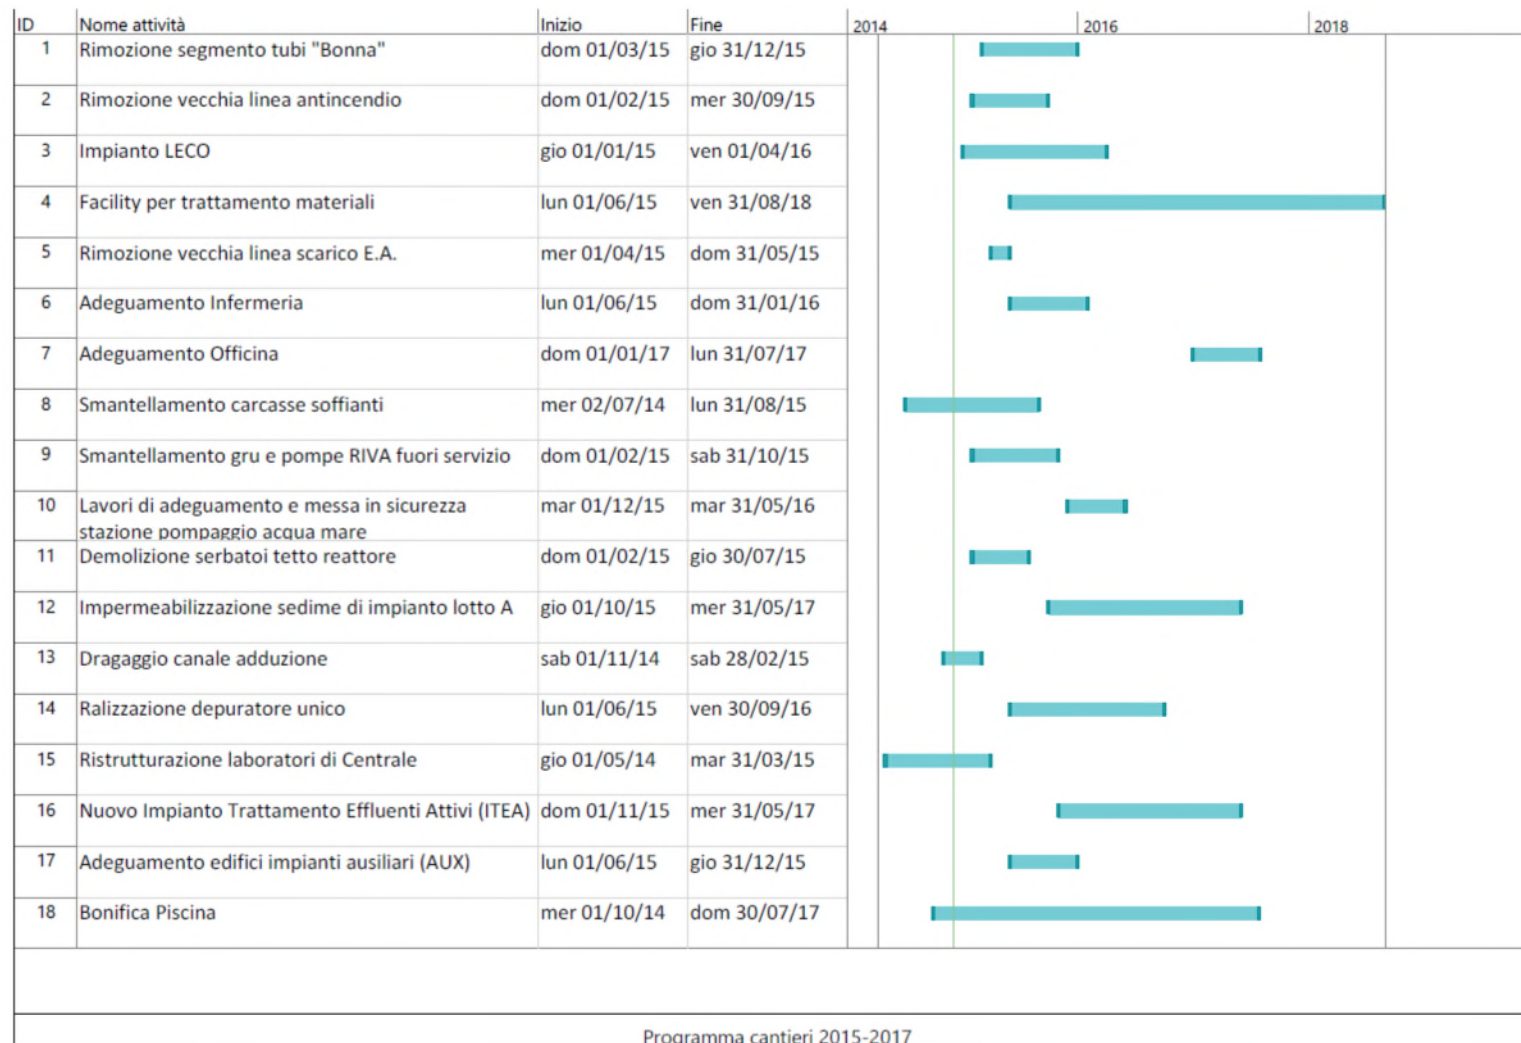 ID Nome attività Inizio Fine 2014 2016 2018
1 Rimozione segmento tubi "Bonna" dom 01/03/15 gio 31/12/15
2 Rimozione vecchia linea antincendio dom 01/02/15 mer 30/09/15
3 Impianto LECO gio 01/01/15 ven 01/04/16
4 Facility per trattamento materiali lun 01/06/15 ven 31/08/18
5 Rimozione vecchia linea scarico E.A. mer 01/04/15 dom 31/05/15
6 Adeguamento Infermeria lun 01/06/15 dom 31/01/16
7 Adeguamento Officina dom 01/01/17 lun 31/07/17
8 Smantellamento carcasse soffianti mer 02/07/14 lun 31/08/15
9 Smantellamento gru e pompe RIVA fuori servizio dom 01/02/15 sab 31/10/15
10 Lavori di adeguamento e messa in sicurezza mar 01/12/15 mar 31/05/16
stazione pompaggio acqua mare
11 Demolizione serbatoi tetto reattore dom 01/02/15 gio 30/07/15
12 Impermeabilizzazione sedime di impianto lotto A gio 01/10/15 mer 31/05/17
13 Dragaggio canale adduzione sab 01/11/14 sab 28/02/15
14 Ralizzazione depuratore unico lun 01/06/15 ven 30/09/16
15 Ristrutturazione laboratori di Centrale gio 01/05/14 mar 31/03/15
16 Nuovo Impianto Trattamento Effluenti Attivi (ITEA) dom 01/11/15 mer 31/05/17
17 Adeguamento edifici impianti ausiliari (AUX) lun 01/06/15 gio 31/12/15
18 Bonifica Piscina mer 01/10/14 dom 30/07/17
Programma cantieri 2015-2017